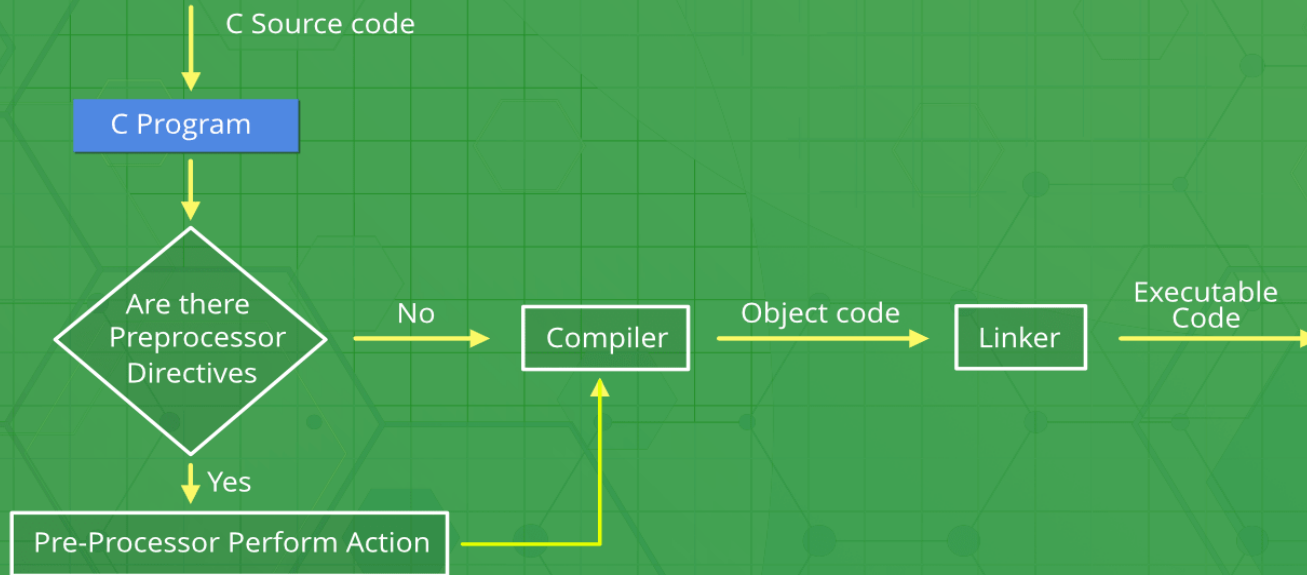 C Source code
C Program
Are there
Preprocessor
Directives
No
Compiler
Object code
Linker
Executable
Code
Yes
Pre-Processor Perform Action